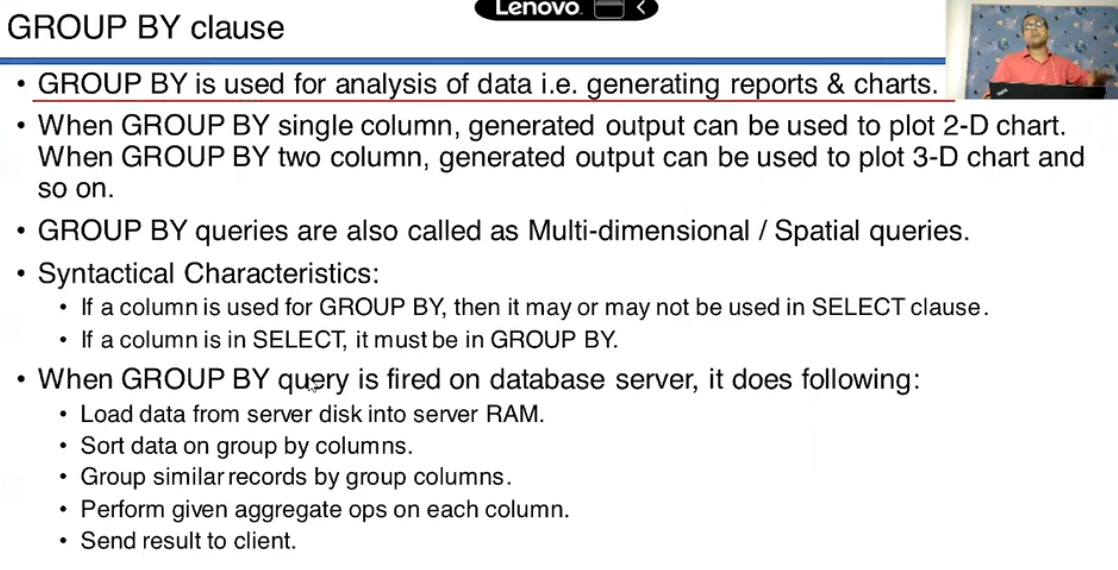 Lenovo
GROUP BY clause
• GROUP BY is used for analysis of data i.e. generating reports & charts.
• When GROUP BY single column, generated output can be used to plot 2-D chart.
When GROUP BY two column, generated output can be used to plot 3-D chart and
so on.
• GROUP BY queries are also called as Multi-dimensional / Spatial queries.
• Syntactical Characteristics:
• If a column is used for GROUP BY, then it may or may not be used in SELECT clause.
• If a column is in SELECT, it must be in GROUP BY.
• When GROUP BY query is fired on database server, it does following:
• Load data from server disk into server RAM.
• Sort data on group by columns.
• Group similar records by group columns.
• Perform given aggregate ops on each column.
• Send result to client.